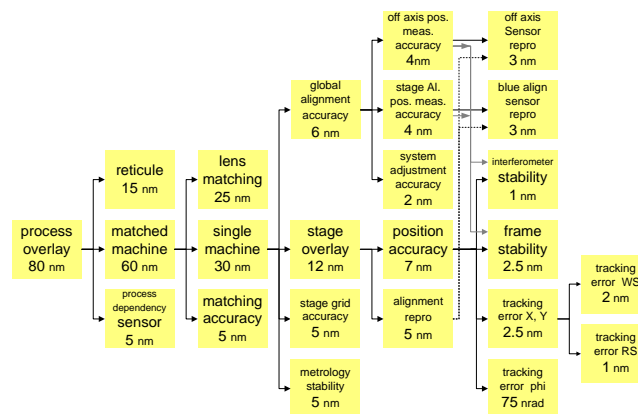 off axis pos.
meas.
accuracy
4nm
off axis
Sensor
repro
3 nm
global
alignment
accuracy
6 nm
stage Al.
pos. meas.
accuracy
4 nm
blue align
sensor
repro
3 nm
reticule
15 nm
lens
matching
25 nm
system
adjustment
accuracy
2 nm
interferometer
stability
1 nm
process
overlay
80 nm
matched
machine
60 nm
single
machine
30 nm
stage
overlay
12 nm
position
accuracy
7 nm
frame
stability
2.5 nm
tracking
error WS
2 nm
process
dependency
sensor
5 nm
matching
accuracy
5 nm
stage grid
accuracy
5 nm
alignment
repro
5 nm
tracking
error X, Y
2.5 nm
tracking
error RS
1 nm
metrology
stability
5 nm
tracking
error phi
75 nrad